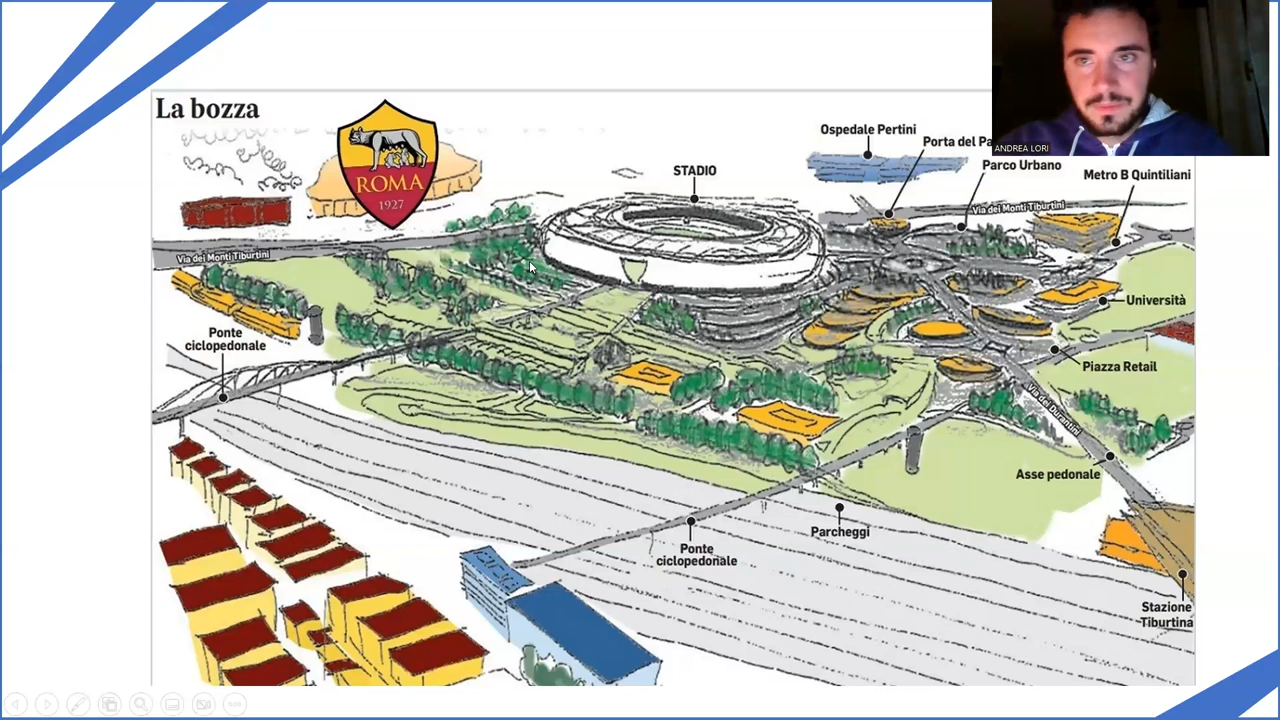 La bozza
ROMA
1927
STADIO
Ospedale Pertini
Porta del
Parco Urbano
Metro B Quintiliani
Via dei Monti Tiburtini
Via dei Monti Tiburtini
Università
Ponte
ciclopedonale
Piazza Retail
Via dei Durantini
Asse pedonale
Parcheggi
Ponte
ciclopedonale
Stazione
Tiburtina
ANDREA LORI